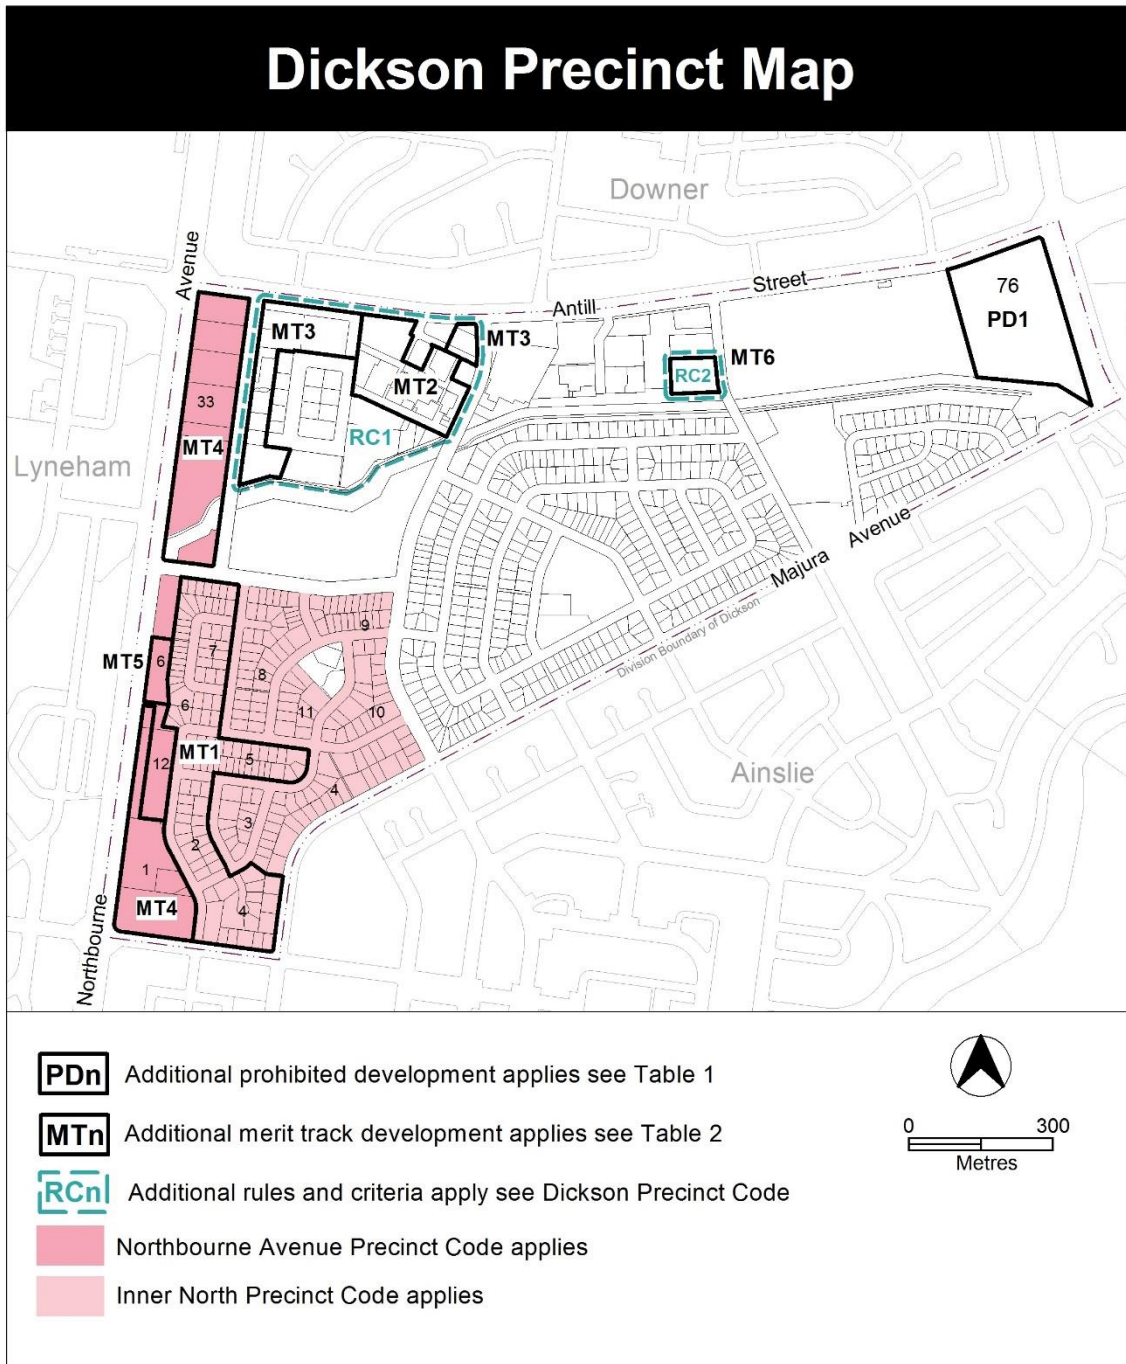 Dickson Precinct Map
Downer
Avenue
Street
Antill
76
PD1
MT3
MT3
MT6
RC2
MT2
33
RC1
MT4
Lyneham
Avenue
Majura
Division Boundary of Dickson
9
7
MT5
6
8
6
11
10
MT1
5
12
Ainslie
4
3
2
1
MT4
4
Northbourne
PDn Additional prohibited development applies see Table 1
MTn Additional merit track development applies see Table 2
RCn Additional rules and criteria apply see Dickson Precinct Code
Northbourne Avenue Precinct Code applies
Inner North Precinct Code applies
0 300
Metres